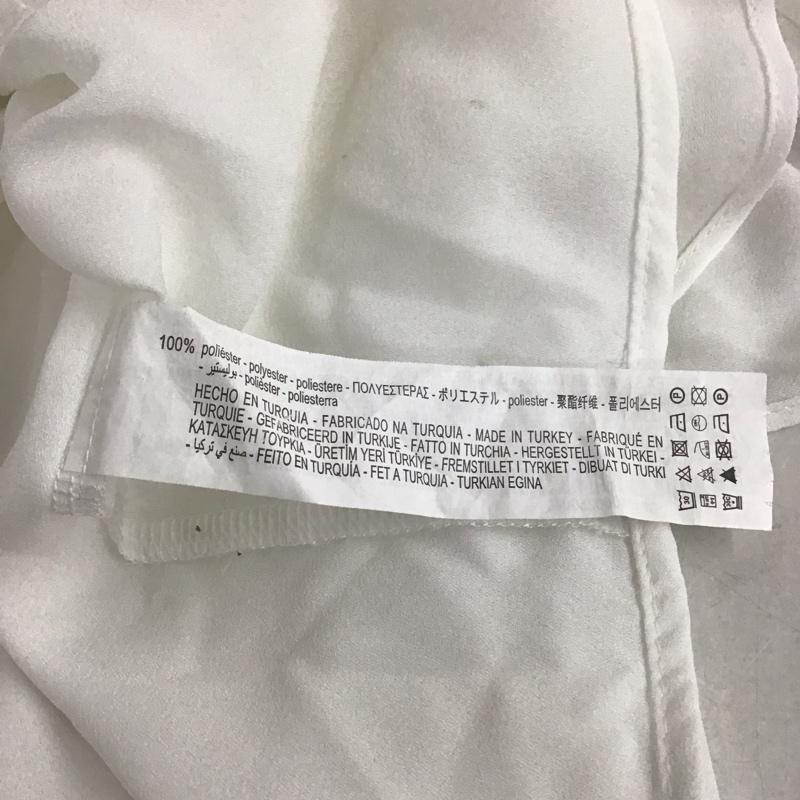 100% poliéster - polyester - poliestere - ΠΟΛΥΕΣΤΕΡΑΣ - ポリエステル - poliester - 聚酯纤维 - 폴리에스터
- بوليستير - poliéster - poliesterra
HECHO EN TURQUIA - FABRICADO NA TURQUIA - MADE IN TURKEY - FABRIQUÉ EN
TURQUIE - GEFABRICEERD IN TURKIJE - FATTO IN TURCHIA - HERGESTELLT IN TÜRKEI -
ΚΑΤΑΣΚΕΥΗ ΤΟΥΡΚΙΑ - ÜRETİM YERİ TÜRKİYE - FREMSTILLET I TYRKIET - DIBUAT DI TURKI
- صنع في تركيا - FEITO EN TURQUÍA - FET A TURQUIA - TURKIAN EGINA